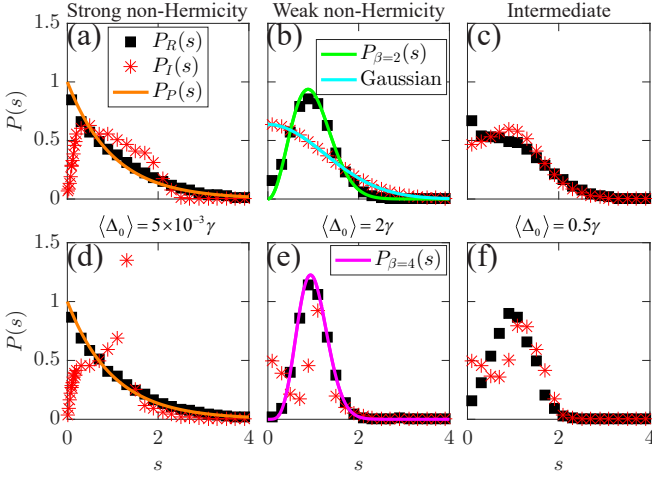 Strong non-Hermicity Weak non-Hermicity Intermediate
1.5
(a) (b) (c)
P_R(s)
P_I(s)
P_P(s)
P_{β=2}(s)
Gaussian
1
P(s)
0.5
0
⟨Δ_0⟩ = 5×10^{-3}γ ⟨Δ_0⟩ = 2γ ⟨Δ_0⟩ = 0.5γ
1.5
(d) (e) (f)
P_{β=4}(s)
1
P(s)
0.5
0
0 2 4 0 2 4 0 2 4
s s s